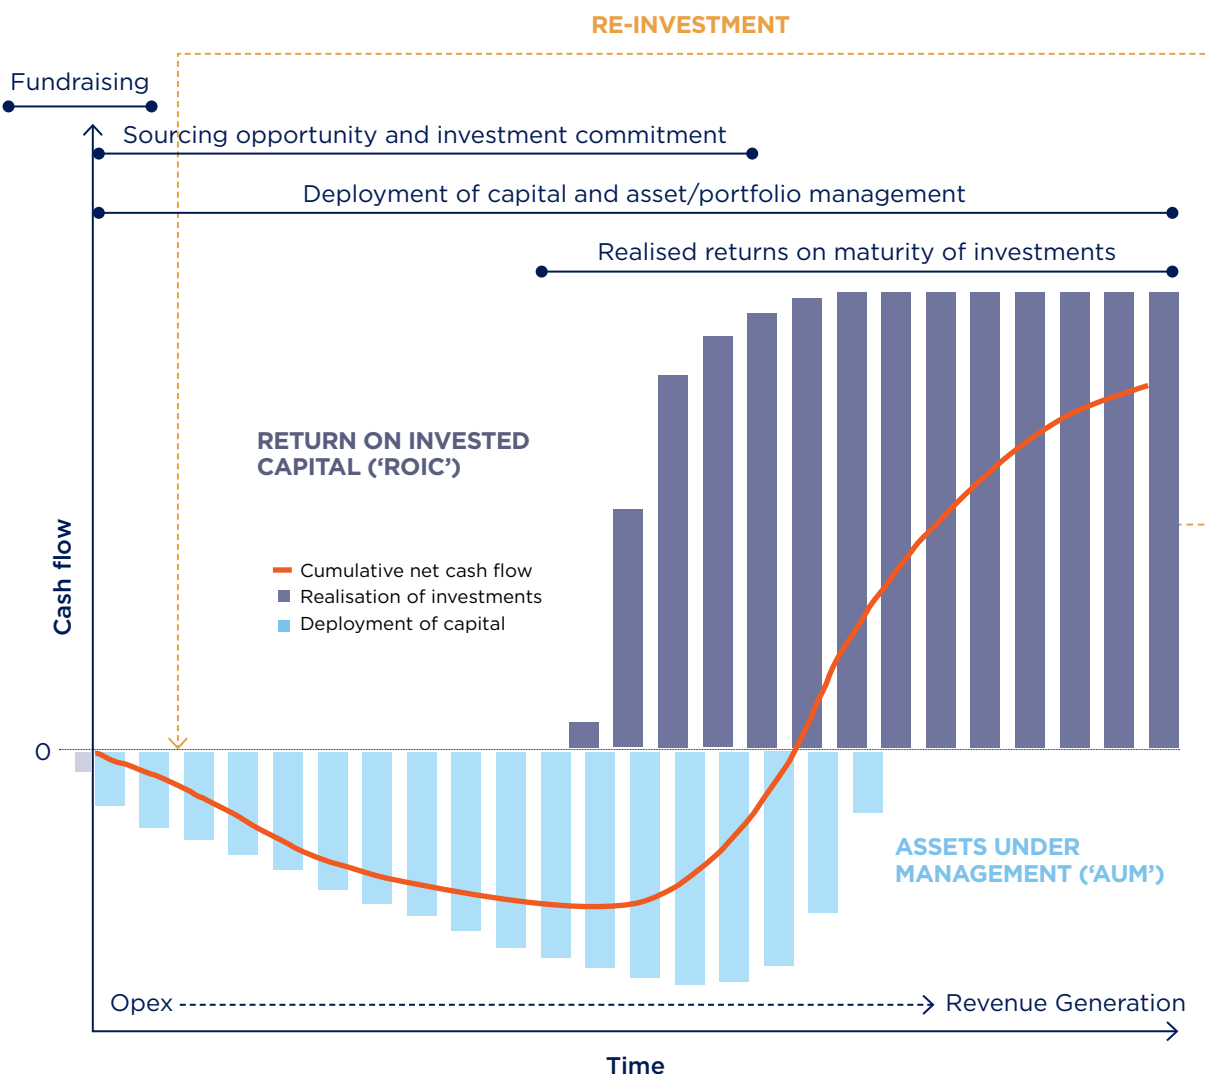 RE-INVESTMENT
Fundraising
Sourcing opportunity and investment commitment
Deployment of capital and asset/portfolio management
Realised returns on maturity of investments
RETURN ON INVESTED
CAPITAL (‘ROIC’)
Cash flow
Cumulative net cash flow
Realisation of investments
Deployment of capital
0
ASSETS UNDER
MANAGEMENT (‘AUM’)
Opex
Revenue Generation
Time